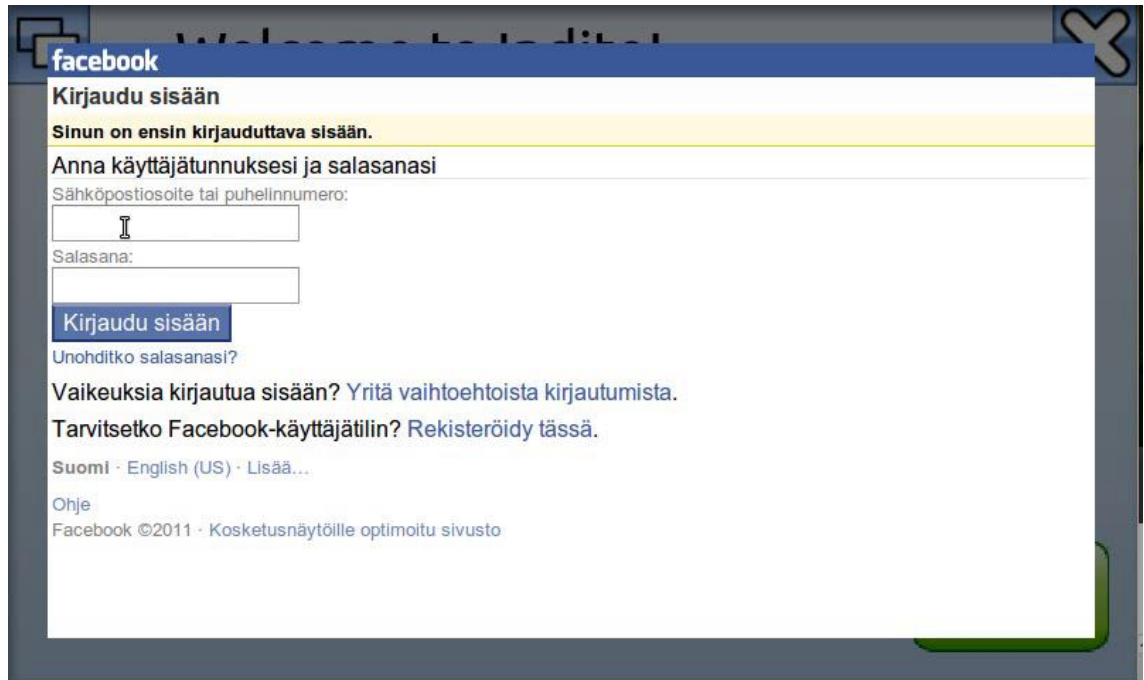 Welcome to
facebook
Kirjaudu sisään
Sinun on ensin kirjauduttava sisään.
Anna käyttäjätunnuksesi ja salasanasi
Sähköpostiosoite tai puhelinnumero:
Salasana:
Kirjaudu sisään
Unohditko salasanasi?
Vaikeuksia kirjautua sisään? Yritä vaihtoehtoista kirjautumista.
Tarvitsetko Facebook-käyttäjätilin? Rekisteröidy tässä.
Suomi · English (US) · Lisää…
Ohje
Facebook ©2011 · Kosketusnäytöille optimoitu sivusto